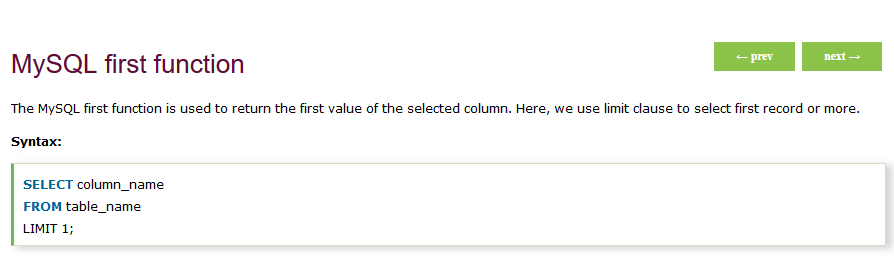 MySQL first function
← prev
next →
The MySQL first function is used to return the first value of the selected column. Here, we use limit clause to select first record or more.
Syntax:
SELECT column_name
FROM table_name
LIMIT 1;